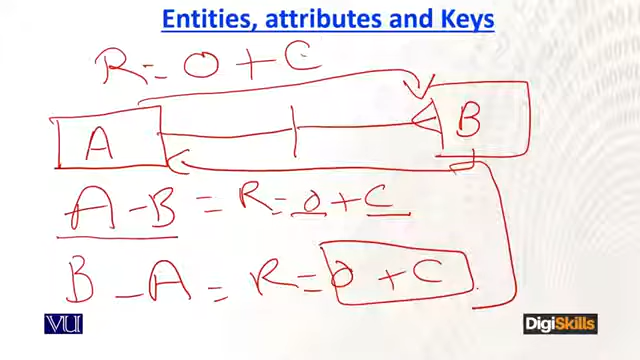 Entities, attributes and Keys
R = O + C
A B
A - B = R = O + C
B - A = R = O + C
VU DigiSkills